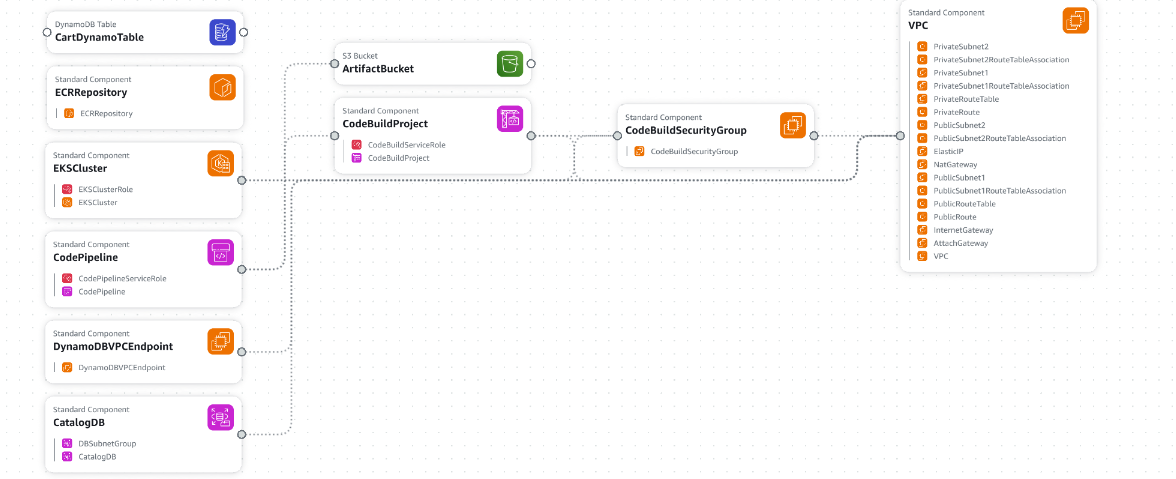 DynamoDB Table
CartDynamoTable
Standard Component
ECRRepository
ECRRepository
Standard Component
EKSCluster
EKSClusterRole
EKSCluster
Standard Component
CodePipeline
CodePipelineServiceRole
CodePipeline
Standard Component
DynamoDBVPCEndpoint
DynamoDBVPCEndpoint
Standard Component
CatalogDB
DBSubnetGroup
CatalogDB
S3 Bucket
ArtifactBucket
Standard Component
CodeBuildProject
CodeBuildServiceRole
CodeBuildProject
Standard Component
CodeBuildSecurityGroup
CodeBuildSecurityGroup
Standard Component
VPC
PrivateSubnet2
PrivateSubnet2RouteTableAssociation
PrivateSubnet1
PrivateSubnet1RouteTableAssociation
PrivateRouteTable
PrivateRoute
PublicSubnet2
PublicSubnet2RouteTableAssociation
ElasticIP
NatGateway
PublicSubnet1
PublicSubnet1RouteTableAssociation
PublicRouteTable
PublicRoute
InternetGateway
AttachGateway
VPC